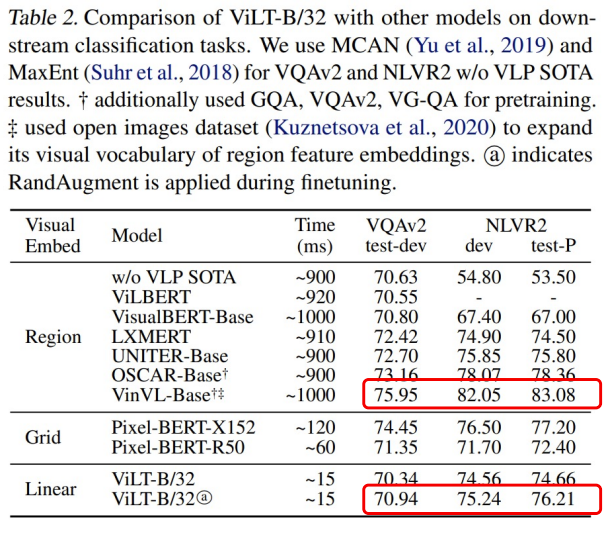 Table 2. Comparison of ViLT-B/32 with other models on down-
stream classification tasks. We use MCAN (Yu et al., 2019) and
MaxEnt (Suhr et al., 2018) for VQAv2 and NLVR2 w/o VLP SOTA
results. † additionally used GQA, VQAv2, VG-QA for pretraining.
‡ used open images dataset (Kuznetsova et al., 2020) to expand
its visual vocabulary of region feature embeddings. ⓐ indicates
RandAugment is applied during finetuning.
Visual Embed Model Time (ms) VQAv2 test-dev NLVR2 dev test-P
Region
w/o VLP SOTA ~900 70.63 54.80 53.50
ViLBERT ~920 70.55 - -
VisualBERT-Base ~1000 70.80 67.40 67.00
LXMERT ~910 72.42 74.90 74.50
UNITER-Base ~900 72.70 75.85 75.80
OSCAR-Base† ~900 73.16 78.07 78.36
VinVL-Base†‡ ~1000 75.95 82.05 83.08
Grid
Pixel-BERT-X152 ~120 74.45 76.50 77.20
Pixel-BERT-R50 ~60 71.35 71.70 72.40
Linear
ViLT-B/32 ~15 70.34 74.56 74.66
ViLT-B/32ⓐ ~15 70.94 75.24 76.21